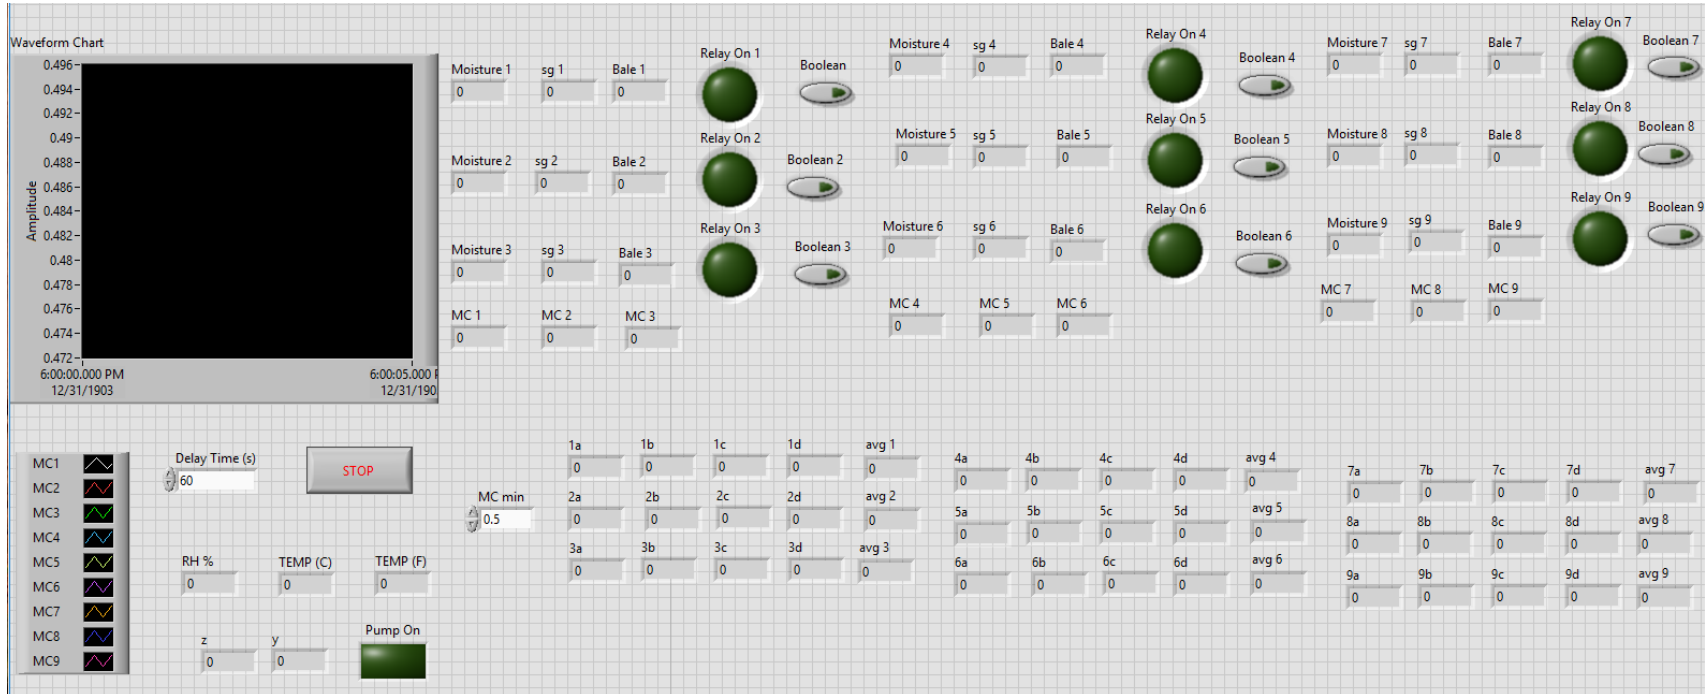 Waveform Chart
Amplitude
0.496
0.494
0.492
0.49
0.488
0.486
0.484
0.482
0.48
0.478
0.476
0.474
0.472
6:00:00.000 PM
12/31/1903
6:00:05.000
12/31/190
Moisture 1 sg 1 Bale 1 Relay On 1 Boolean
0 0 0
Moisture 2 sg 2 Bale 2 Relay On 2 Boolean 2
0 0 0
Moisture 3 sg 3 Bale 3 Relay On 3 Boolean 3
0 0 0
MC 1 MC 2 MC 3
0 0 0
Moisture 4 sg 4 Bale 4 Relay On 4 Boolean 4
0 0 0
Moisture 5 sg 5 Bale 5 Relay On 5 Boolean 5
0 0 0
Moisture 6 sg 6 Bale 6 Relay On 6 Boolean 6
0 0 0
MC 4 MC 5 MC 6
0 0 0
Moisture 7 sg 7 Bale 7 Relay On 7 Boolean 7
0 0 0
Moisture 8 sg 8 Bale 8 Relay On 8 Boolean 8
0 0 0
Moisture 9 sg 9 Bale 9 Relay On 9 Boolean 9
0 0 0
MC 7 MC 8 MC 9
0 0 0
MC1
MC2
MC3
MC4
MC5
MC6
MC7
MC8
MC9
Delay Time (s)
60
STOP
MC min
0.5
RH % TEMP (C) TEMP (F)
0 0 0
z y Pump On
0 0
1a 1b 1c 1d avg 1
0 0 0 0 0
2a 2b 2c 2d avg 2
0 0 0 0 0
3a 3b 3c 3d avg 3
0 0 0 0 0
4a 4b 4c 4d avg 4
0 0 0 0 0
5a 5b 5c 5d avg 5
0 0 0 0 0
6a 6b 6c 6d avg 6
0 0 0 0 0
7a 7b 7c 7d avg 7
0 0 0 0 0
8a 8b 8c 8d avg 8
0 0 0 0 0
9a 9b 9c 9d avg 9
0 0 0 0 0